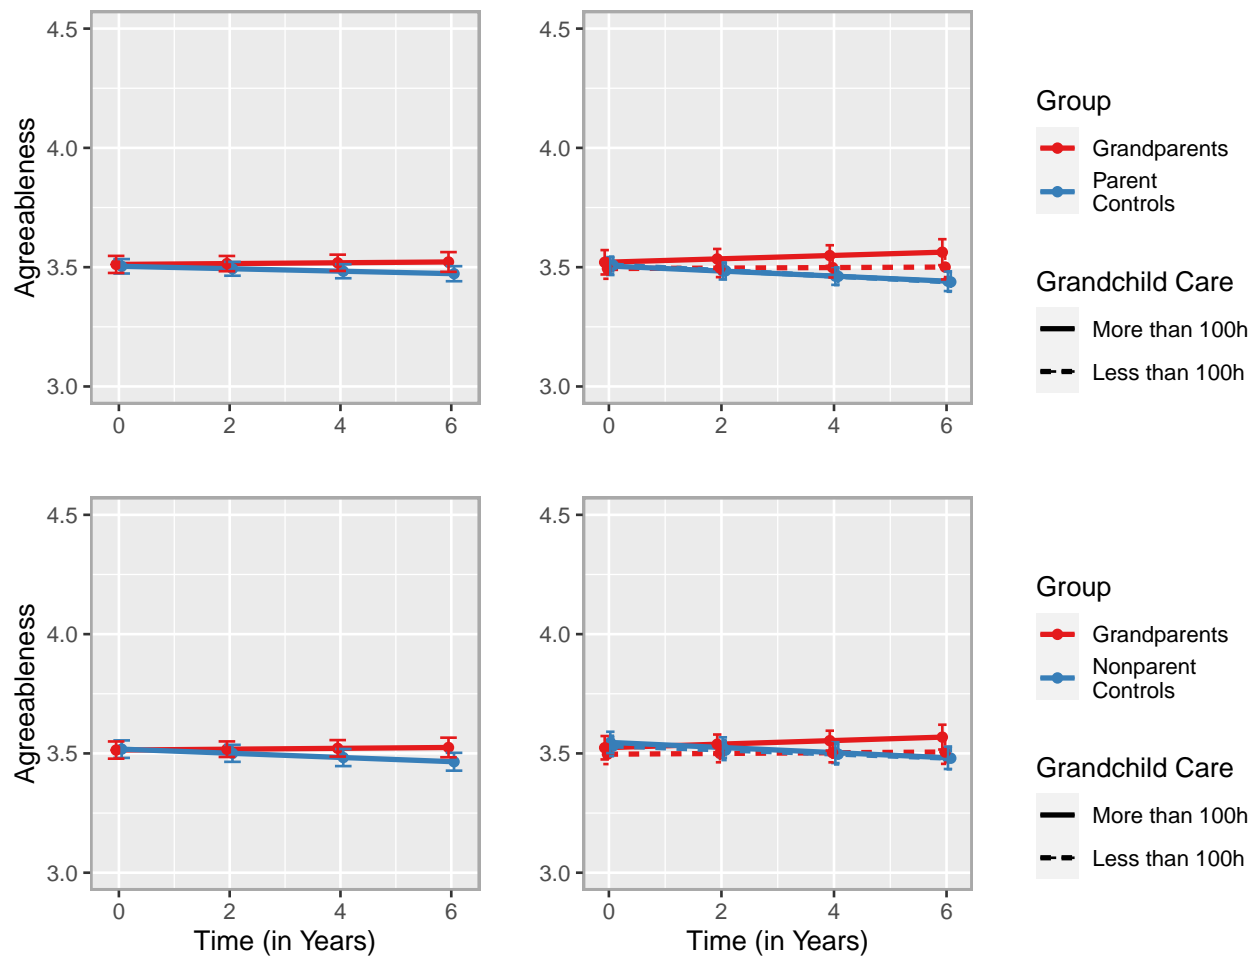 4.5
4.0
3.5
3.0
Agreeableness
0 2 4 6
4.5
4.0
3.5
3.0
0 2 4 6
Group
Grandparents
Parent
Controls
Grandchild Care
More than 100h
Less than 100h
4.5
4.0
3.5
3.0
Agreeableness
0 2 4 6
Time (in Years)
4.5
4.0
3.5
3.0
0 2 4 6
Time (in Years)
Group
Grandparents
Nonparent
Controls
Grandchild Care
More than 100h
Less than 100h